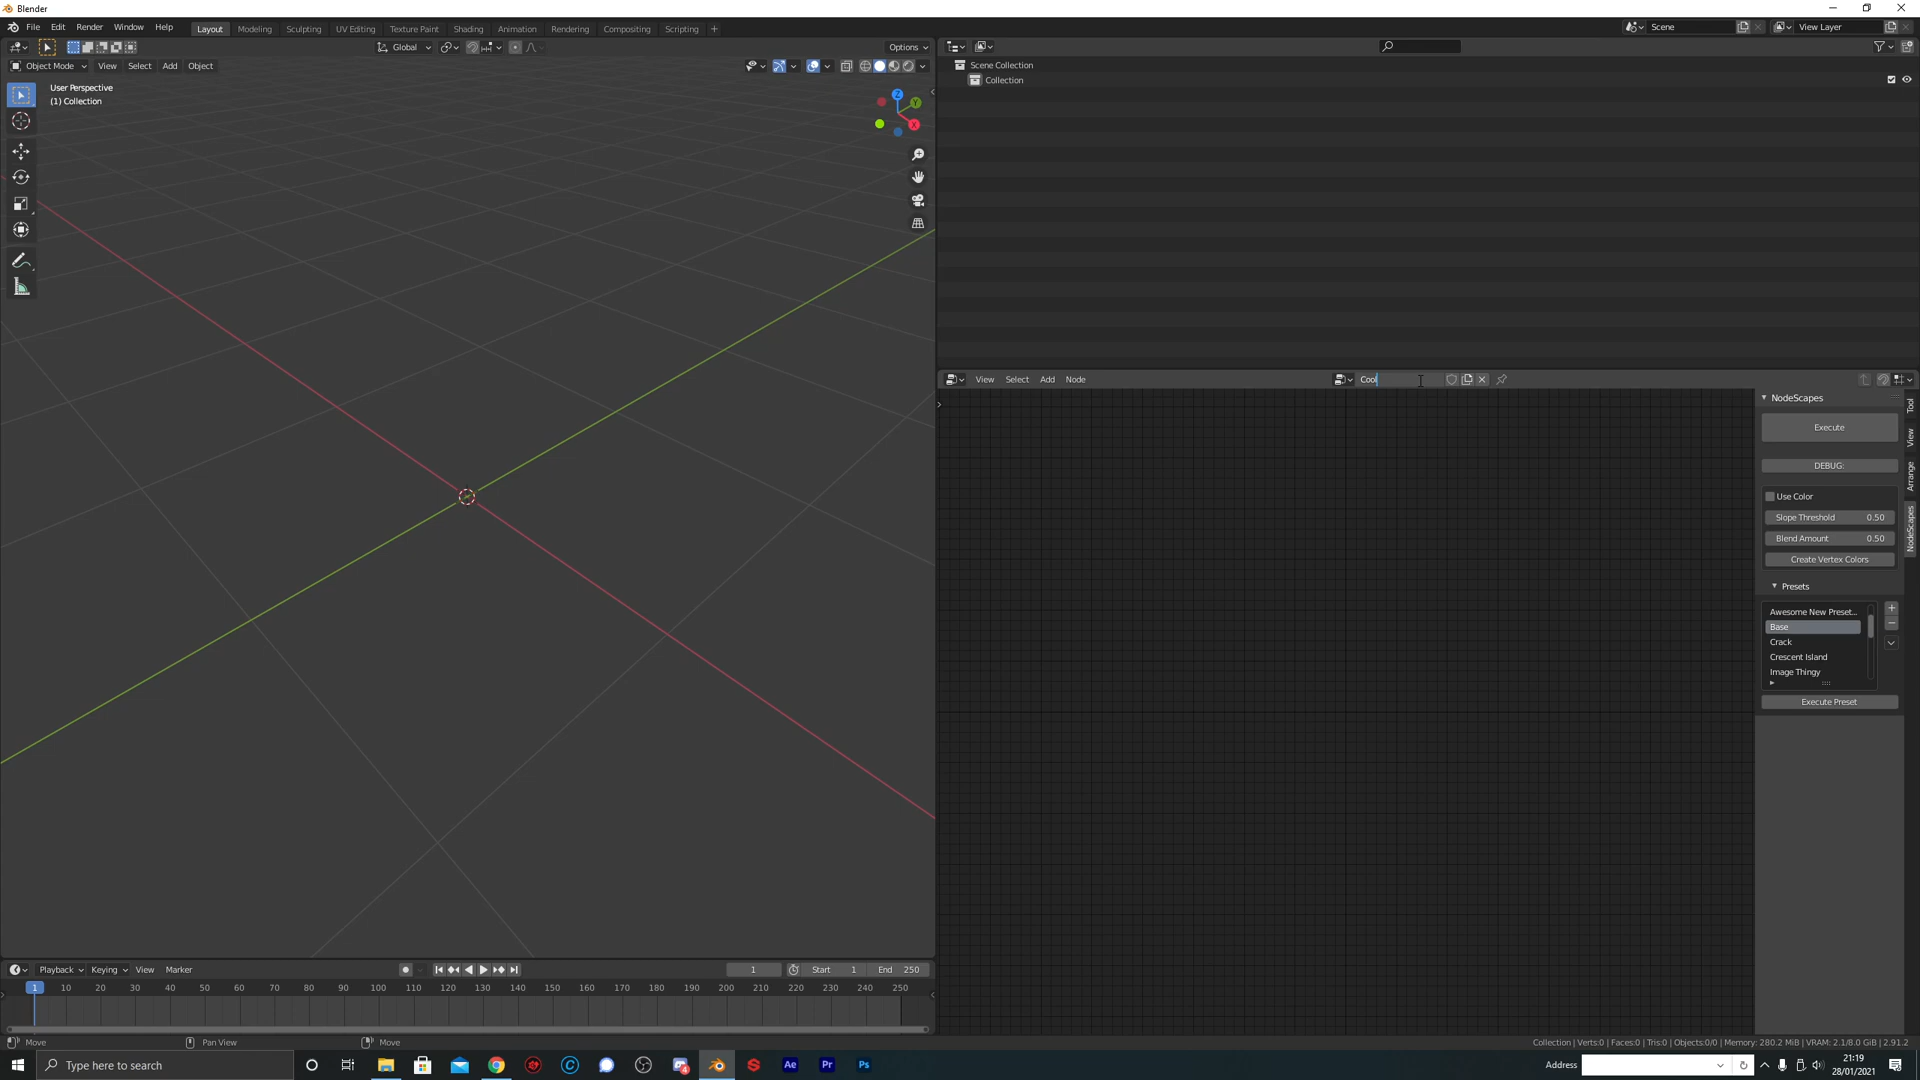 Blender
File Edit Render Window Help Layout Modeling Sculpting UV Editing Texture Paint Shading Animation Rendering Compositing Scripting + Scene View Layer
Global Options
Object Mode View Select Add Object
User Perspective
(1) Collection
Z
Y
X
Scene Collection
Collection
View Select Add Node Cool
NodeScapes
Execute
DEBUG:
Use Color
Slope Threshold 0.50
Blend Amount 0.50
Create Vertex Colors
Presets
Awesome New Preset...
Base
Crack
Crescent Island
Image Thingy
Execute Preset
Tool
View
Arrange
NodeScapes
Playback Keying View Marker 1 Start 1 End 250
1 10 20 30 40 50 60 70 80 90 100 110 120 130 140 150 160 170 180 190 200 210 220 230 240 250
Move Pan View Move Collection | Verts:0 | Faces:0 | Tris:0 | Objects:0/0 | Memory: 280.2 MiB | VRAM: 2.1/8.0 GiB | 2.91.2
Type here to search Ae Pr Ps Address 21:19
28/01/2021